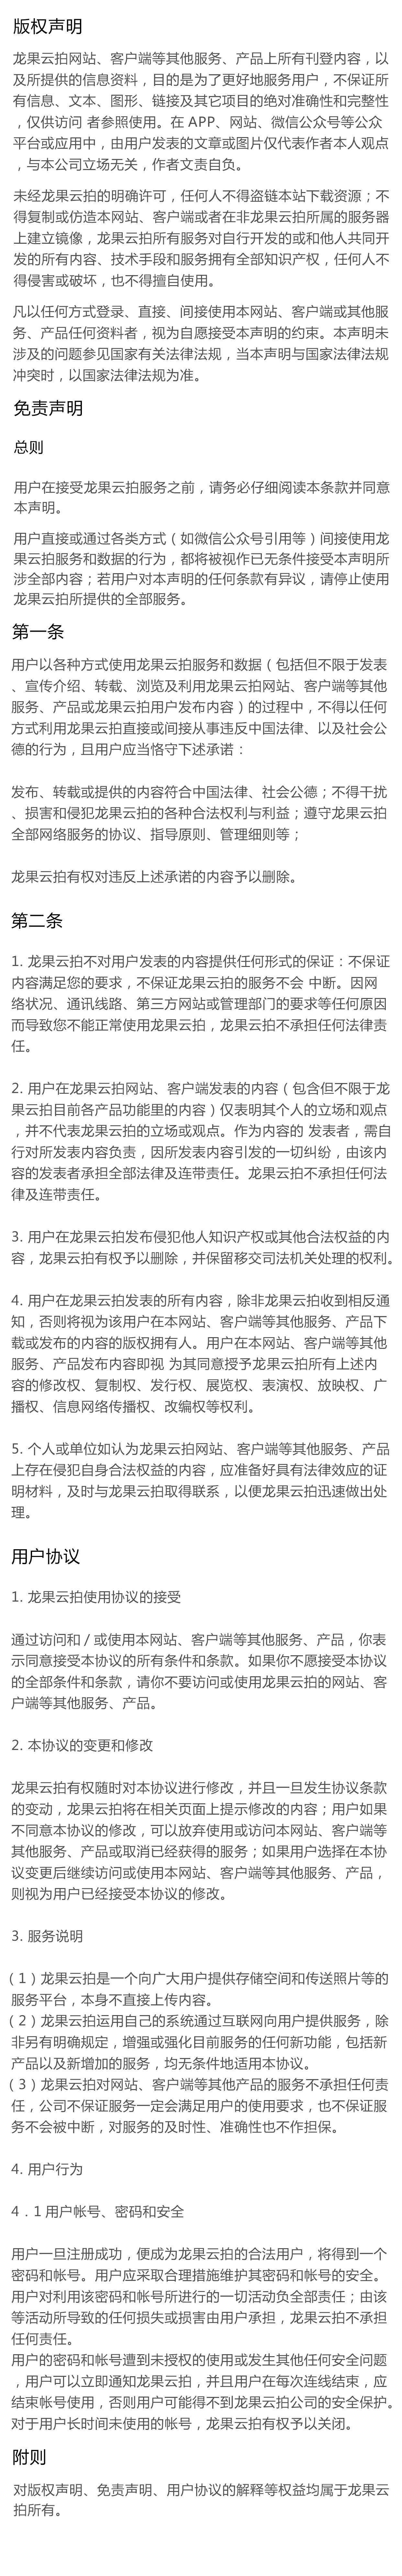 版权声明
龙果云拍网站、客户端等其他服务、产品上所有刊登内容，以
及所提供的信息资料，目的是为了更好地服务用户，不保证所
有信息、文本、图形、链接及其它项目的绝对准确性和完整性
，仅供访问 者参照使用。在 APP、网站、微信公众号等公众
平台或应用中，由用户发表的文章或图片仅代表作者本人观点
，与本公司立场无关，作者文责自负。
未经龙果云拍的明确许可，任何人不得盗链本站下载资源；不
得复制或仿造本网站、客户端或者在非龙果云拍所属的服务器
上建立镜像，龙果云拍所有服务对自行开发的或和他人共同开
发的所有内容、技术手段和服务拥有全部知识产权，任何人不
得侵害或破坏，也不得擅自使用。
凡以任何方式登录、直接、间接使用本网站、客户端或其他服
务、产品任何资料者，视为自愿接受本声明的约束。本声明未
涉及的问题参见国家有关法律法规，当本声明与国家法律法规
冲突时，以国家法律法规为准。
免责声明
总则
用户在接受龙果云拍服务之前，请务必仔细阅读本条款并同意
本声明。
用户直接或通过各类方式（如微信公众号引用等）间接使用龙
果云拍服务和数据的行为，都将被视作已无条件接受本声明所
涉全部内容；若用户对本声明的任何条款有异议，请停止使用
龙果云拍所提供的全部服务。
第一条
用户以各种方式使用龙果云拍服务和数据（包括但不限于发表
、宣传介绍、转载、浏览及利用龙果云拍网站、客户端等其他
服务、产品或龙果云拍用户发布内容）的过程中，不得以任何
方式利用龙果云拍直接或间接从事违反中国法律、以及社会公
德的行为，且用户应当恪守下述承诺：
发布、转载或提供的内容符合中国法律、社会公德；不得干扰
、损害和侵犯龙果云拍的各种合法权利与利益；遵守龙果云拍
全部网络服务的协议、指导原则、管理细则等；
龙果云拍有权对违反上述承诺的内容予以删除。
第二条
1. 龙果云拍不对用户发表的内容提供任何形式的保证：不保证
内容满足您的要求，不保证龙果云拍的服务不会 中断。因网
络状况、通讯线路、第三方网站或管理部门的要求等任何原因
而导致您不能正常使用龙果云拍，龙果云拍不承担任何法律责
任。
2. 用户在龙果云拍网站、客户端发表的内容（包含但不限于龙
果云拍目前各产品功能里的内容）仅表明其个人的立场和观点
，并不代表龙果云拍的立场或观点。作为内容的 发表者，需自
行对所发表内容负责，因所发表内容引发的一切纠纷，由该内
容的发表者承担全部法律及连带责任。龙果云拍不承担任何法
律及连带责任。
3. 用户在龙果云拍发布侵犯他人知识产权或其他合法权益的内
容，龙果云拍有权予以删除，并保留移交司法机关处理的权利。
4. 用户在龙果云拍发表的所有内容，除非龙果云拍收到相反通
知，否则将视为该用户在本网站、客户端等其他服务、产品下
载或发布的内容的版权拥有人。用户在本网站、客户端等其他
服务、产品发布内容即视 为其同意授予龙果云拍所有上述内
容的修改权、复制权、发行权、展览权、表演权、放映权、广
播权、信息网络传播权、改编权等权利。
5. 个人或单位如认为龙果云拍网站、客户端等其他服务、产品
上存在侵犯自身合法权益的内容，应准备好具有法律效应的证
明材料，及时与龙果云拍取得联系，以便龙果云拍迅速做出处
理。
用户协议
1. 龙果云拍使用协议的接受
通过访问和 / 或使用本网站、客户端等其他服务、产品，你表
示同意接受本协议的所有条件和条款。如果你不愿接受本协议
的全部条件和条款，请你不要访问或使用龙果云拍的网站、客
户端等其他服务、产品。
2. 本协议的变更和修改
龙果云拍有权随时对本协议进行修改，并且一旦发生协议条款
的变动，龙果云拍将在相关页面上提示修改的内容；用户如果
不同意本协议的修改，可以放弃使用或访问本网站、客户端等
其他服务、产品或取消已经获得的服务；如果用户选择在本协
议变更后继续访问或使用本网站、客户端等其他服务、产品，
则视为用户已经接受本协议的修改。
3. 服务说明
（1）龙果云拍是一个向广大用户提供存储空间和传送照片等的
服务平台，本身不直接上传内容。
（2）龙果云拍运用自己的系统通过互联网向用户提供服务，除
非另有明确规定，增强或强化目前服务的任何新功能，包括新
产品以及新增加的服务，均无条件地适用本协议。
（3）龙果云拍对网站、客户端等其他产品的服务不承担任何责
任，公司不保证服务一定会满足用户的使用要求，也不保证服
务不会被中断，对服务的及时性、准确性也不作担保。
4. 用户行为
4．1 用户帐号、密码和安全
用户一旦注册成功，便成为龙果云拍的合法用户，将得到一个
密码和帐号。用户应采取合理措施维护其密码和帐号的安全。
用户对利用该密码和帐号所进行的一切活动负全部责任；由该
等活动所导致的任何损失或损害由用户承担，龙果云拍不承担
任何责任。
用户的密码和帐号遭到未授权的使用或发生其他任何安全问题
，用户可以立即通知龙果云拍，并且用户在每次连线结束，应
结束帐号使用，否则用户可能得不到龙果云拍公司的安全保护。
对于用户长时间未使用的帐号，龙果云拍有权予以关闭。
附则
对版权声明、免责声明、用户协议的解释等权益均属于龙果云
拍所有。